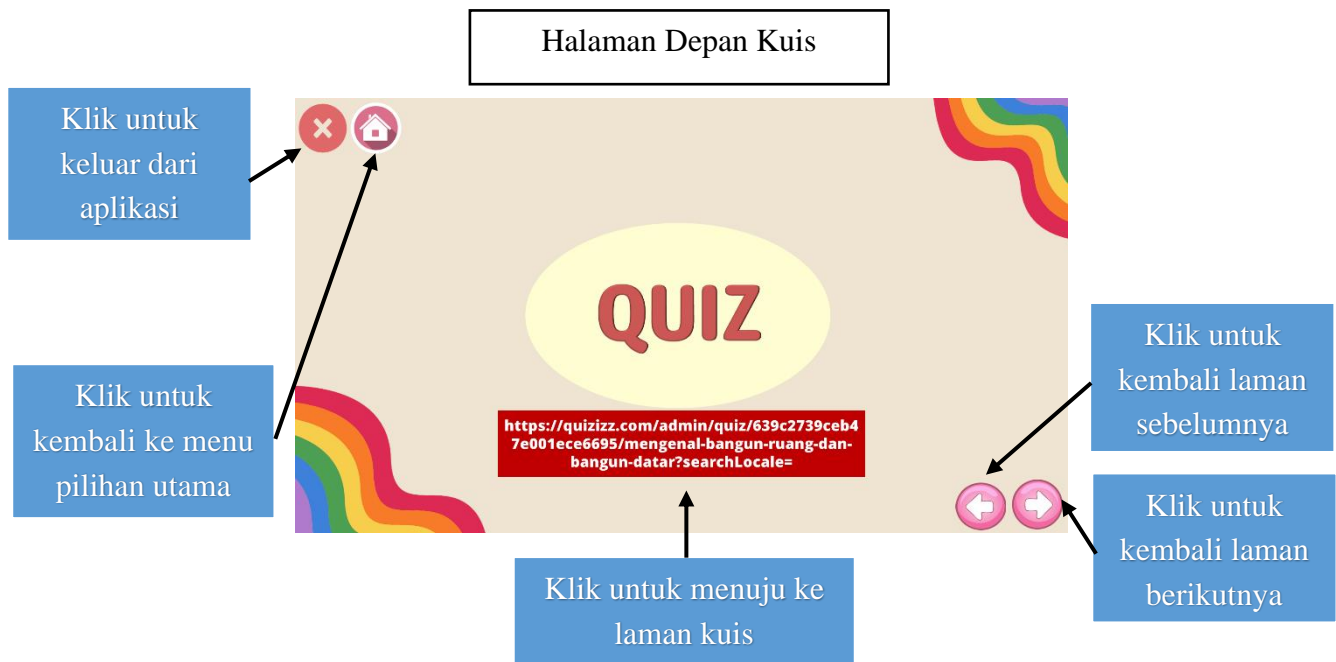 Halaman Depan Kuis
Klik untuk
keluar dari
aplikasi
QUIZ
Klik untuk
kembali ke menu
pilihan utama
https://quizizz.com/admin/quiz/639c2739ceb4
7e001ece6695/mengenal-bangun-ruang-dan-
bangun-datar?searchLocale=
Klik untuk
kembali laman
sebelumnya
Klik untuk
kembali laman
berikutnya
Klik untuk menuju ke
laman kuis